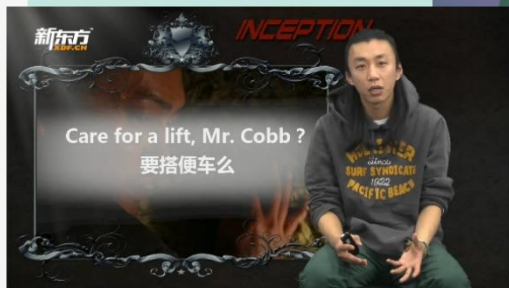 新东方
XDF.CN
INCEPTION
Care for a lift, Mr. Cobb ?
要搭便车么
HOLLISTER
since
SURF SYNDICATE
1922
PACIFIC BEACH